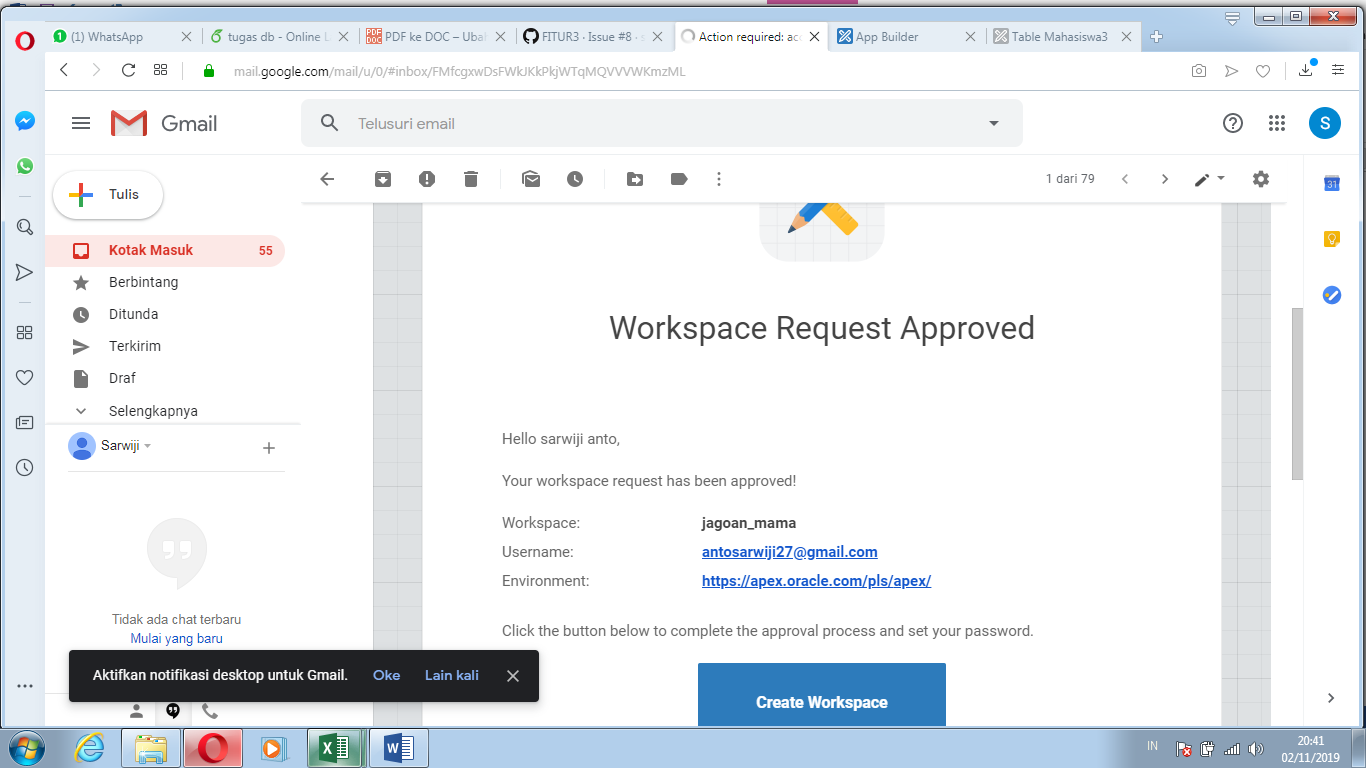 (1) WhatsApp
tugas db - Online L
PDF ke DOC – Ubal
FITUR3 · Issue #8 · s
Action required: acc
App Builder
Table Mahasiswa3
mail.google.com/mail/u/0/#inbox/FMfcgxwDsFWkJKkPkjWTqMQVVVWKmzML
Gmail
Telusuri email
S
Tulis
1 dari 79
31
Kotak Masuk 55
Berbintang
Ditunda
Terkirim
Draf
Selengkapnya
Sarwiji
Tidak ada chat terbaru
Mulai yang baru
Workspace Request Approved
Hello sarwiji anto,
Your workspace request has been approved!
Workspace: jagoan_mama
Username: antosarwiji27@gmail.com
Environment: https://apex.oracle.com/pls/apex/
Click the button below to complete the approval process and set your password.
Create Workspace
Aktifkan notifikasi desktop untuk Gmail. Oke Lain kali
IN
20:41
02/11/2019